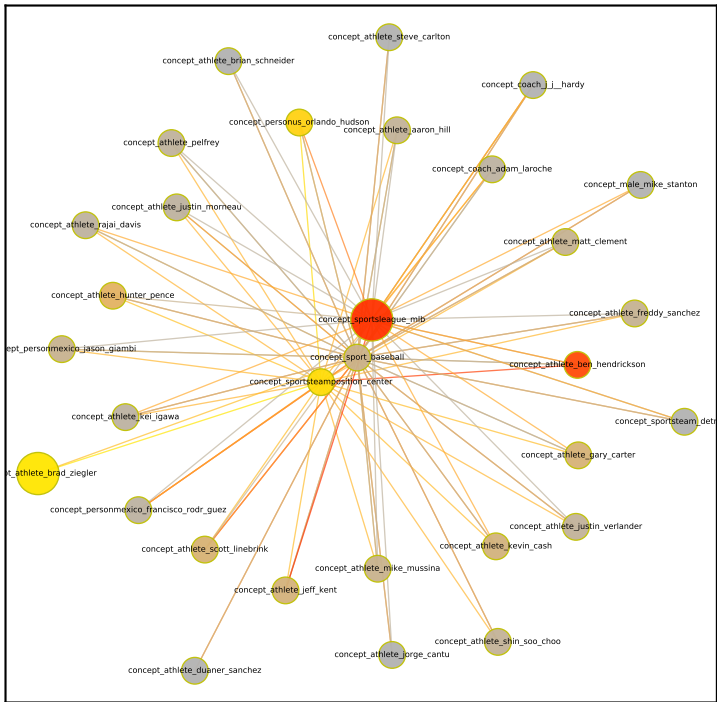 concept_athlete_steve_carlton
concept_athlete_brian_schneider
concept_coach_j_j__hardy
concept_personus_orlando_hudson
concept_athlete_aaron_hill
concept_athlete_pelfrey
concept_coach_adam_laroche
concept_male_mike_stanton
concept_athlete_justin_morneau
concept_athlete_rajai_davis
concept_athlete_matt_clement
concept_athlete_hunter_pence
concept_athlete_freddy_sanchez
concept_sportsleague_mlb
ept_personmexico_jason_giambi
concept_sport_baseball
concept_athlete_ben_hendrickson
concept_sportsteamposition_center
concept_athlete_kei_igawa
concept_sportsteam_detr
concept_athlete_gary_carter
pt_athlete_brad_ziegler
concept_personmexico_francisco_rodr_guez
concept_athlete_justin_verlander
concept_athlete_scott_linebrink
concept_athlete_kevin_cash
concept_athlete_mike_mussina
concept_athlete_jeff_kent
concept_athlete_shin_soo_choo
concept_athlete_jorge_cantu
concept_athlete_duaner_sanchez